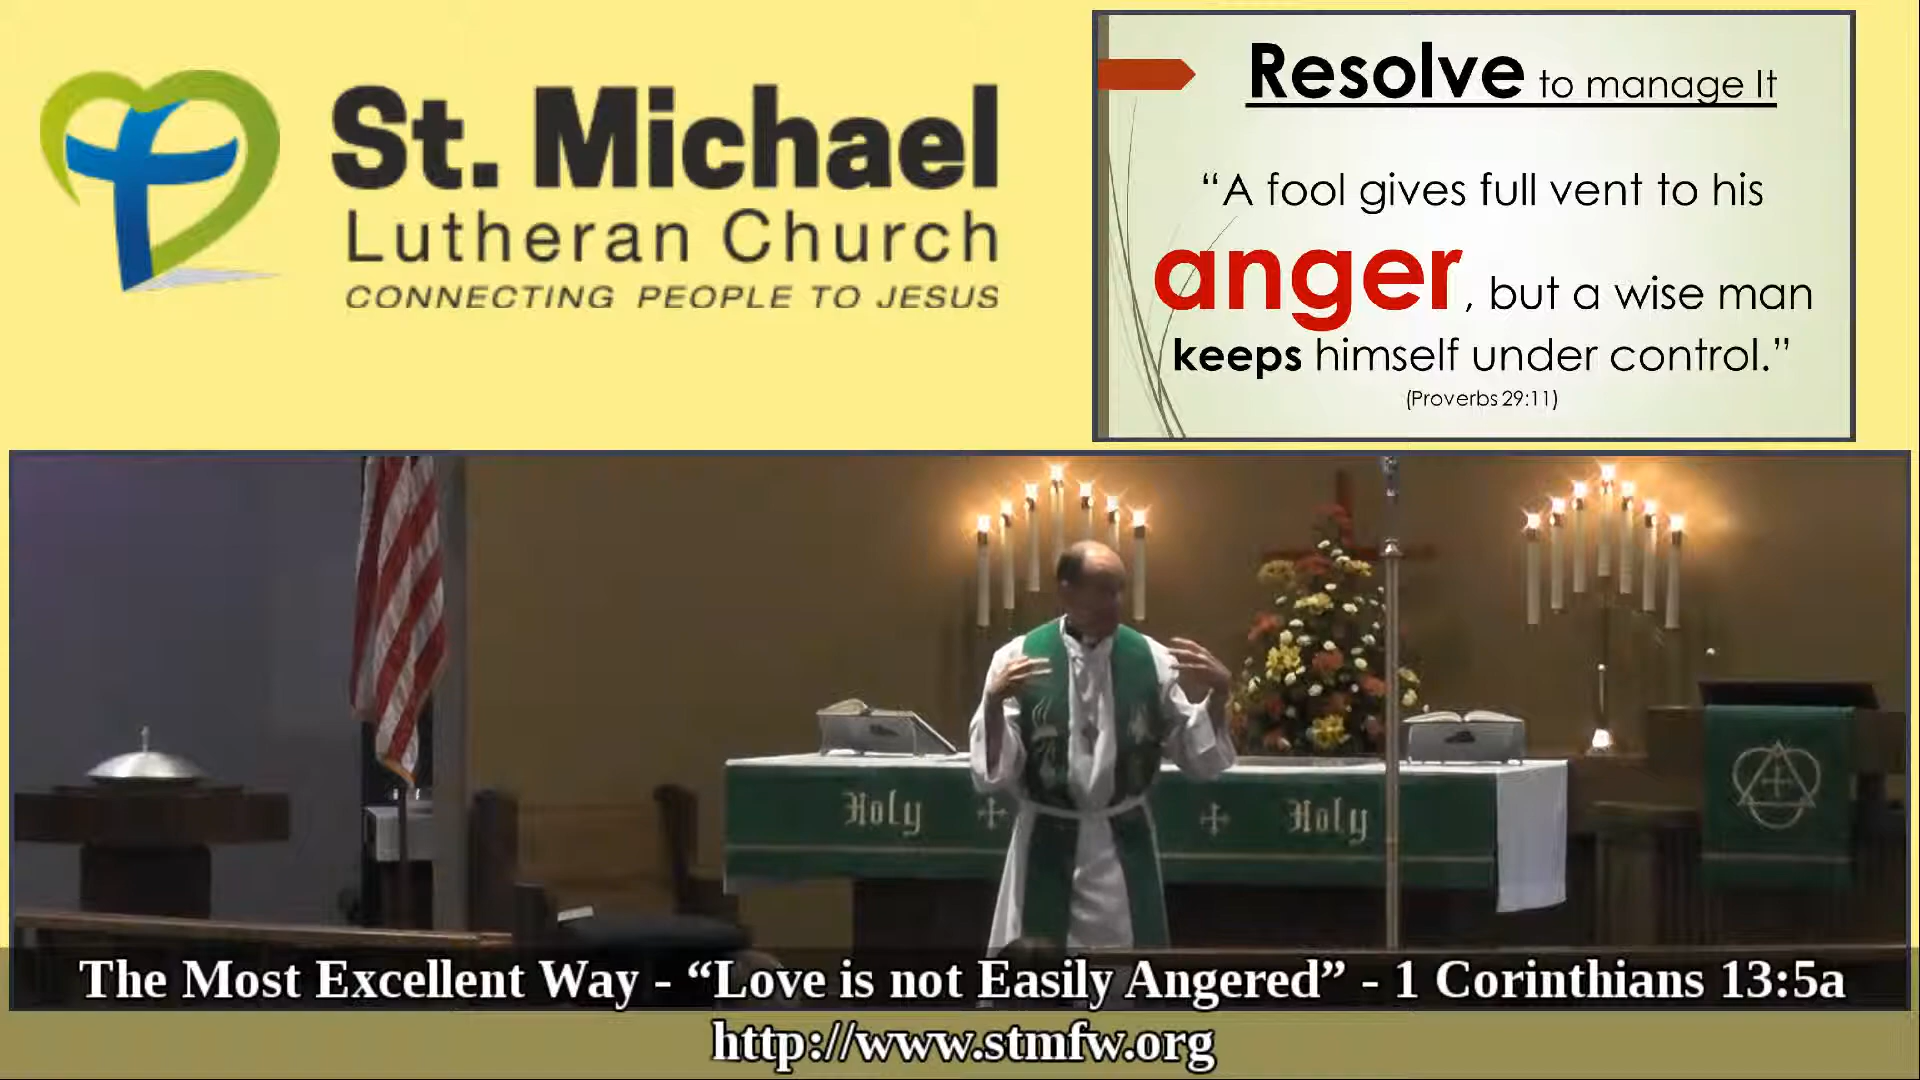 St. Michael
Lutheran Church
CONNECTING PEOPLE TO JESUS
Resolve to manage It
“A fool gives full vent to his
anger, but a wise man
keeps himself under control.”
(Proverbs 29:11)
Holy
Holy
The Most Excellent Way - “Love is not Easily Angered” - 1 Corinthians 13:5a
http://www.stmfw.org